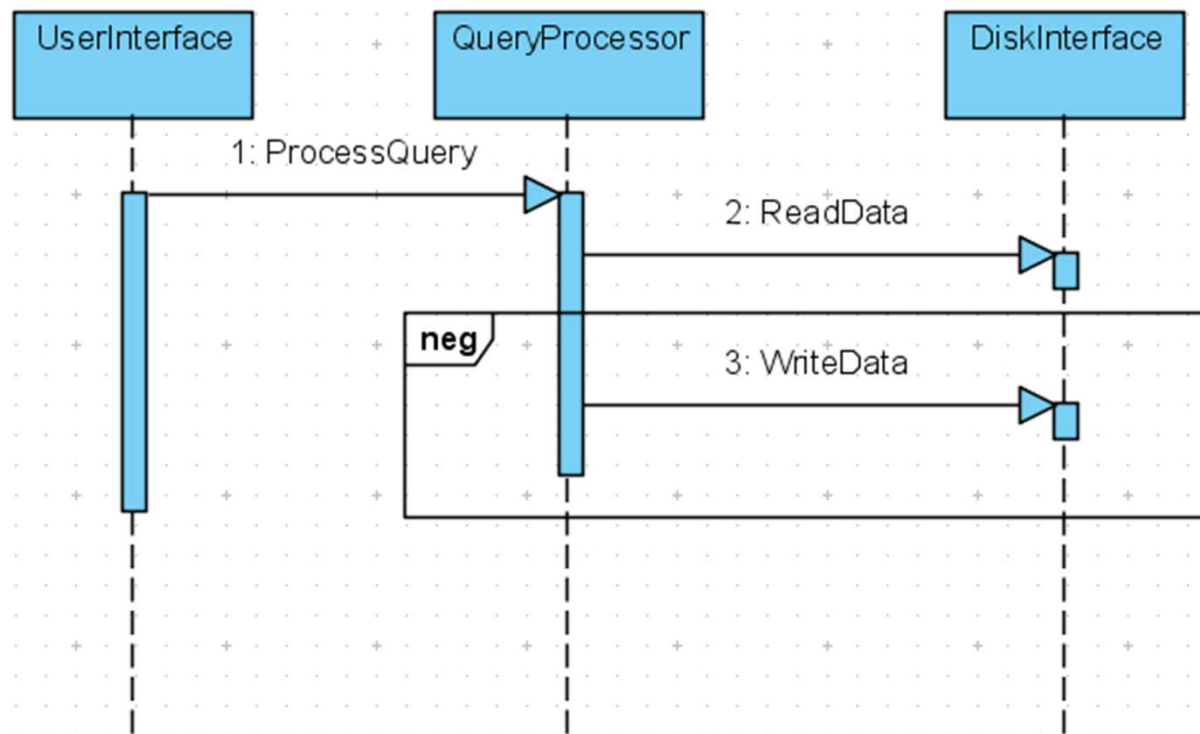 UserInterface
QueryProcessor
DiskInterface
1: ProcessQuery
2: ReadData
neg
3: WriteData